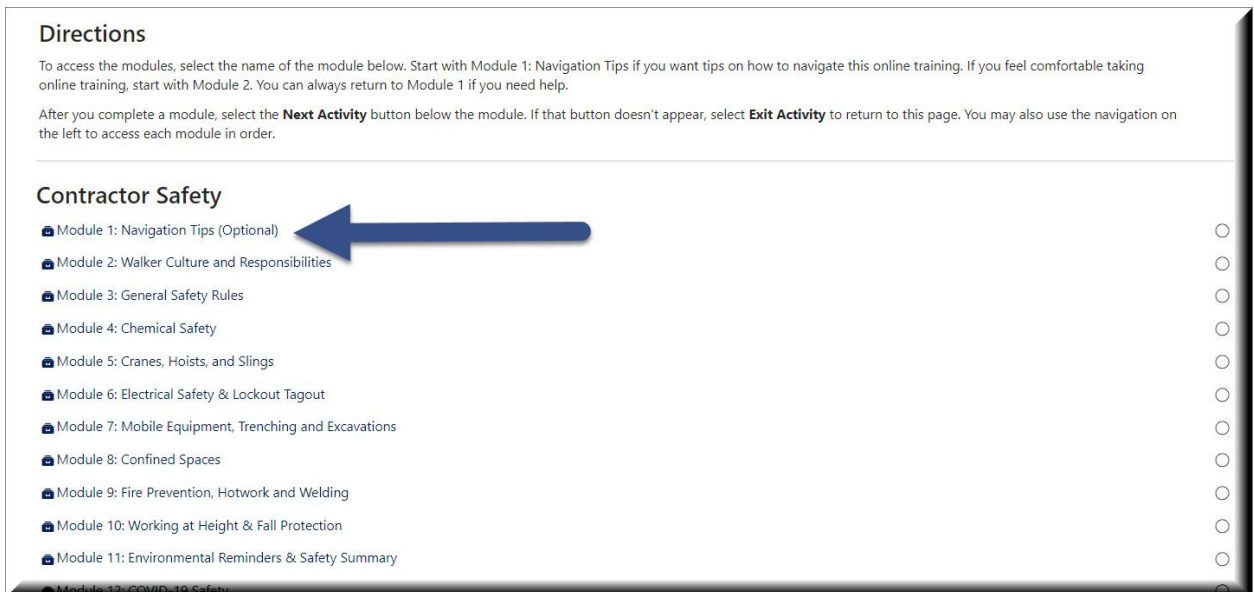 Directions
To access the modules, select the name of the module below. Start with Module 1: Navigation Tips if you want tips on how to navigate this online training. If you feel comfortable taking
online training, start with Module 2. You can always return to Module 1 if you need help.
After you complete a module, select the Next Activity button below the module. If that button doesn't appear, select Exit Activity to return to this page. You may also use the navigation on
the left to access each module in order.
Contractor Safety
Module 1: Navigation Tips (Optional)
Module 2: Walker Culture and Responsibilities
Module 3: General Safety Rules
Module 4: Chemical Safety
Module 5: Cranes, Hoists, and Slings
Module 6: Electrical Safety & Lockout Tagout
Module 7: Mobile Equipment, Trenching and Excavations
Module 8: Confined Spaces
Module 9: Fire Prevention, Hotwork and Welding
Module 10: Working at Height & Fall Protection
Module 11: Environmental Reminders & Safety Summary
Module 12: COVID-19 Safety